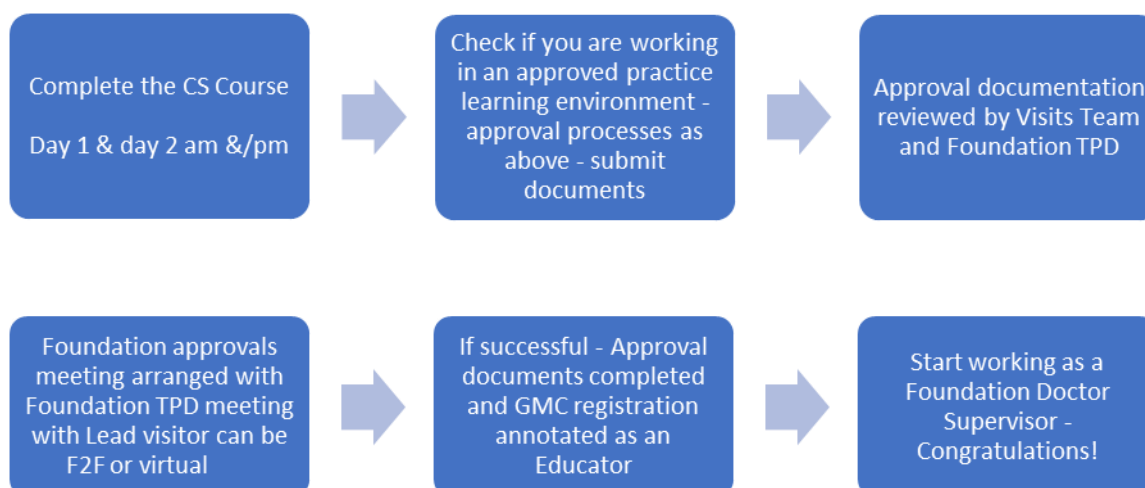 Complete the CS Course
Day 1 & day 2 am &/pm
Check if you are working
in an approved practice
learning environment -
approval processes as
above - submit
documents
Approval documentation
reviewed by Visits Team
and Foundation TPD
Foundation approvals
meeting arranged with
Foundation TPD meeting
with Lead visitor can be
F2F or virtual
If successful - Approval
documents completed
and GMC registration
annotated as an
Educator
Start working as a
Foundation Doctor
Supervisor -
Congratulations!